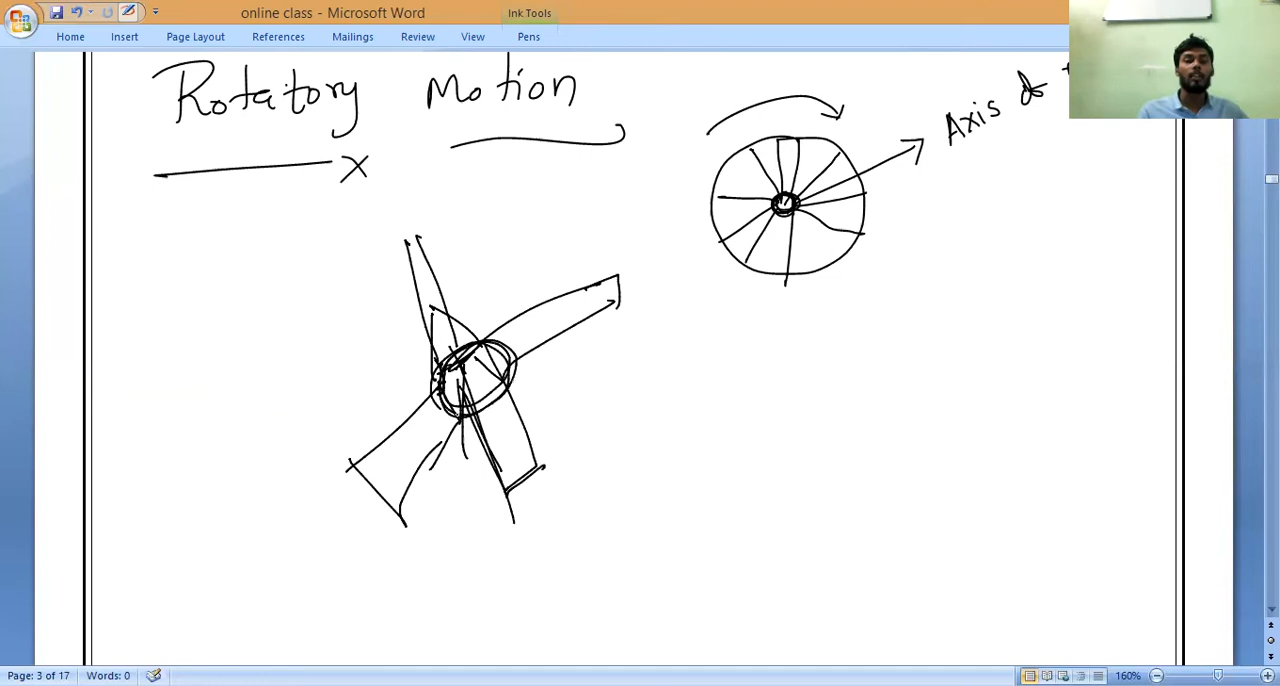 online class - Microsoft Word
Ink Tools
Home Insert Page Layout References Mailings Review View Pens
Rotatory Motion
X
Axis
Page: 3 of 17 Words: 0
160%